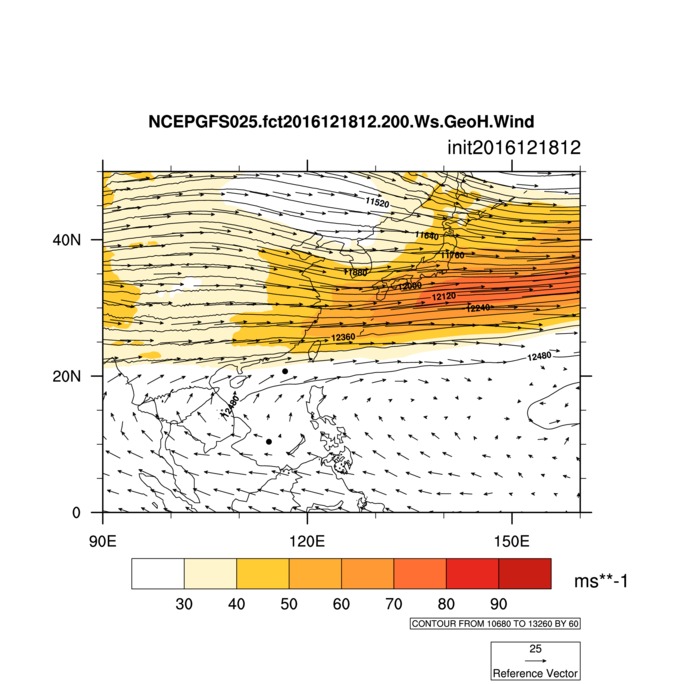 NCEPGFS025.fct2016121812.200.Ws.GeoH.Wind
init2016121812
11520
40N
11640
11760
11880
12000
12120
12240
12360
12480
20N
12480
0
90E 120E 150E
30 40 50 60 70 80 90
ms**-1
CONTOUR FROM 10680 TO 13260 BY 60
25
Reference Vector